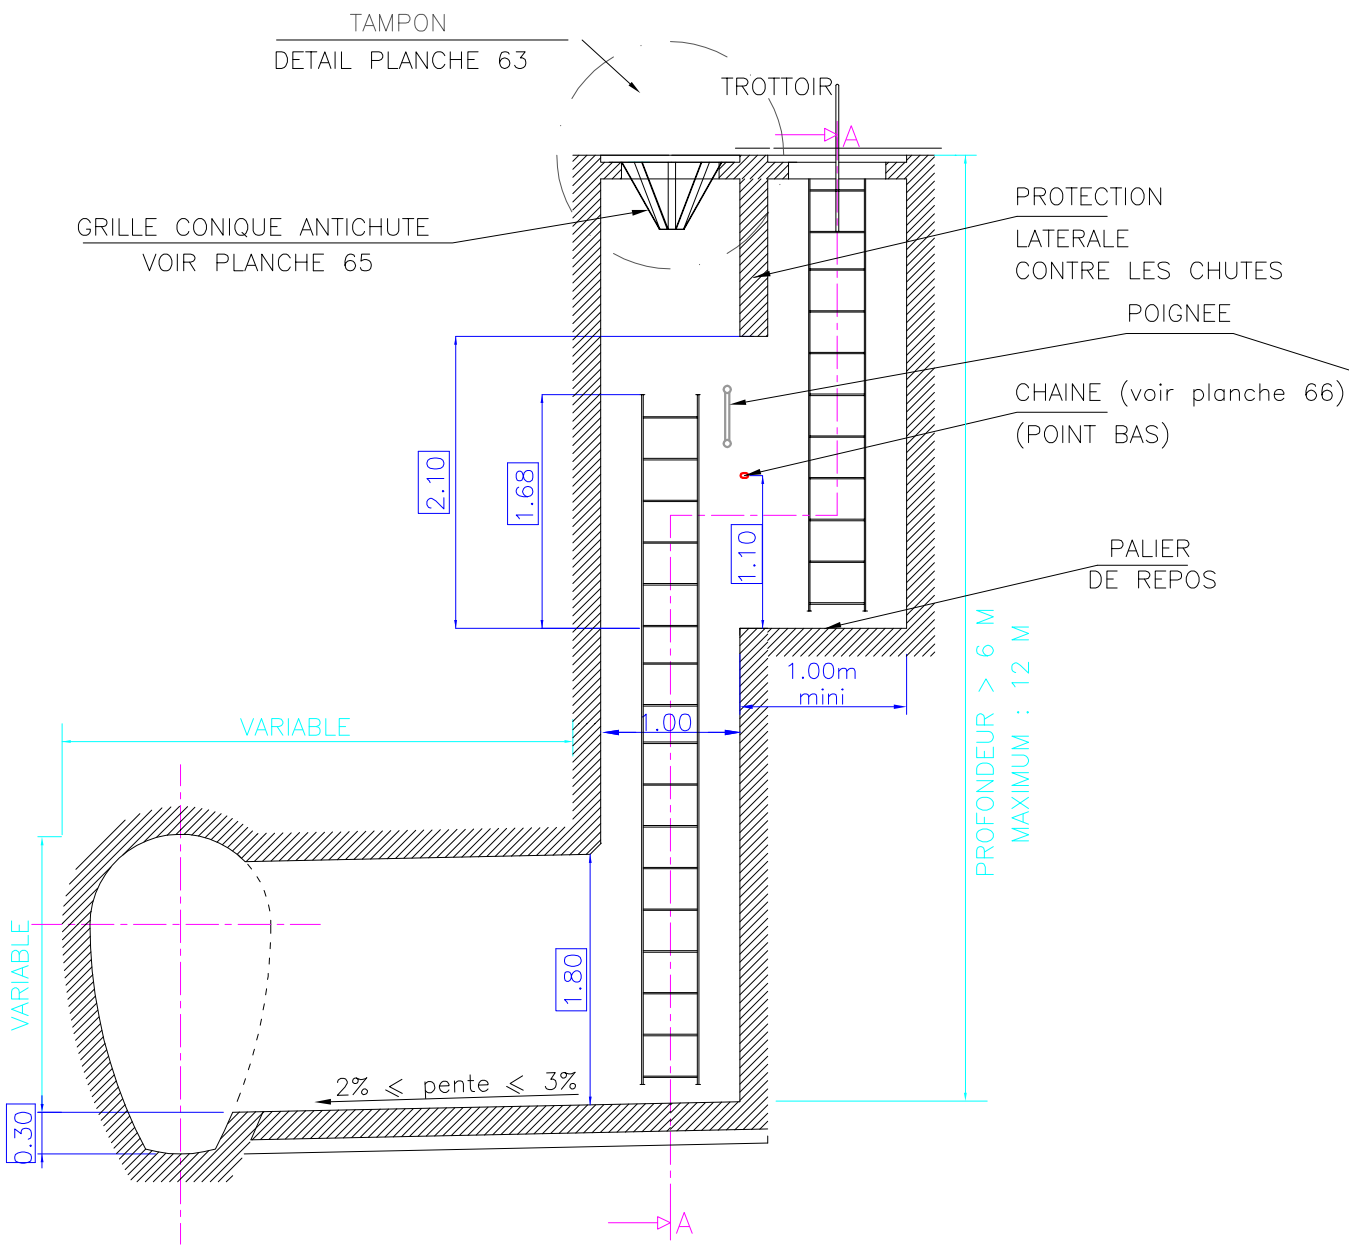 TAMPON
DETAIL PLANCHE 63
TROTTOIR
A
GRILLE CONIQUE ANTICHUTE
VOIR PLANCHE 65
PROTECTION
LATERALE
CONTRE LES CHUTES
POIGNEE
CHAINE (voir planche 66)
(POINT BAS)
2.10
1.68
1.10
PALIER
DE REPOS
PROFONDEUR > 6 M
MAXIMUM : 12 M
1.00m
mini
1.00
VARIABLE
VARIABLE
1.80
2% ⩽ pente ⩽ 3%
0.30
A